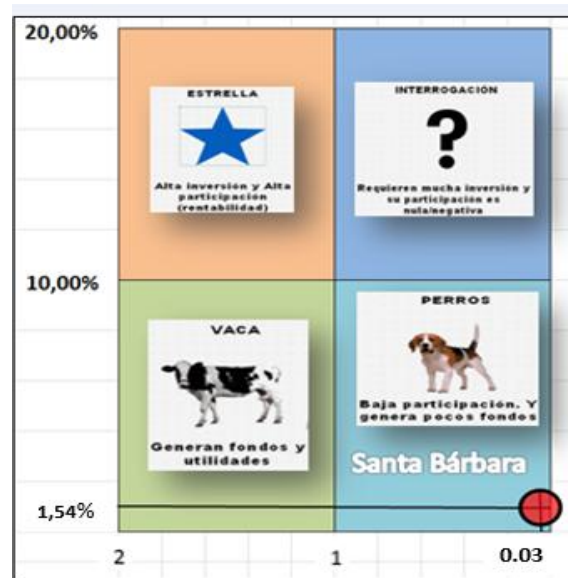 20,00%
ESTRELLA
Alta inversión y Alta
participación
(rentabilidad)
INTERROGACIÓN
?
Requieren mucha inversión y
su participación es
nula/negativa
10,00%
VACA
Generan fondos y
utilidades
PERROS
Baja participación. Y
genera pocos fondos
Santa Bárbara
1,54%
2
1
0.03